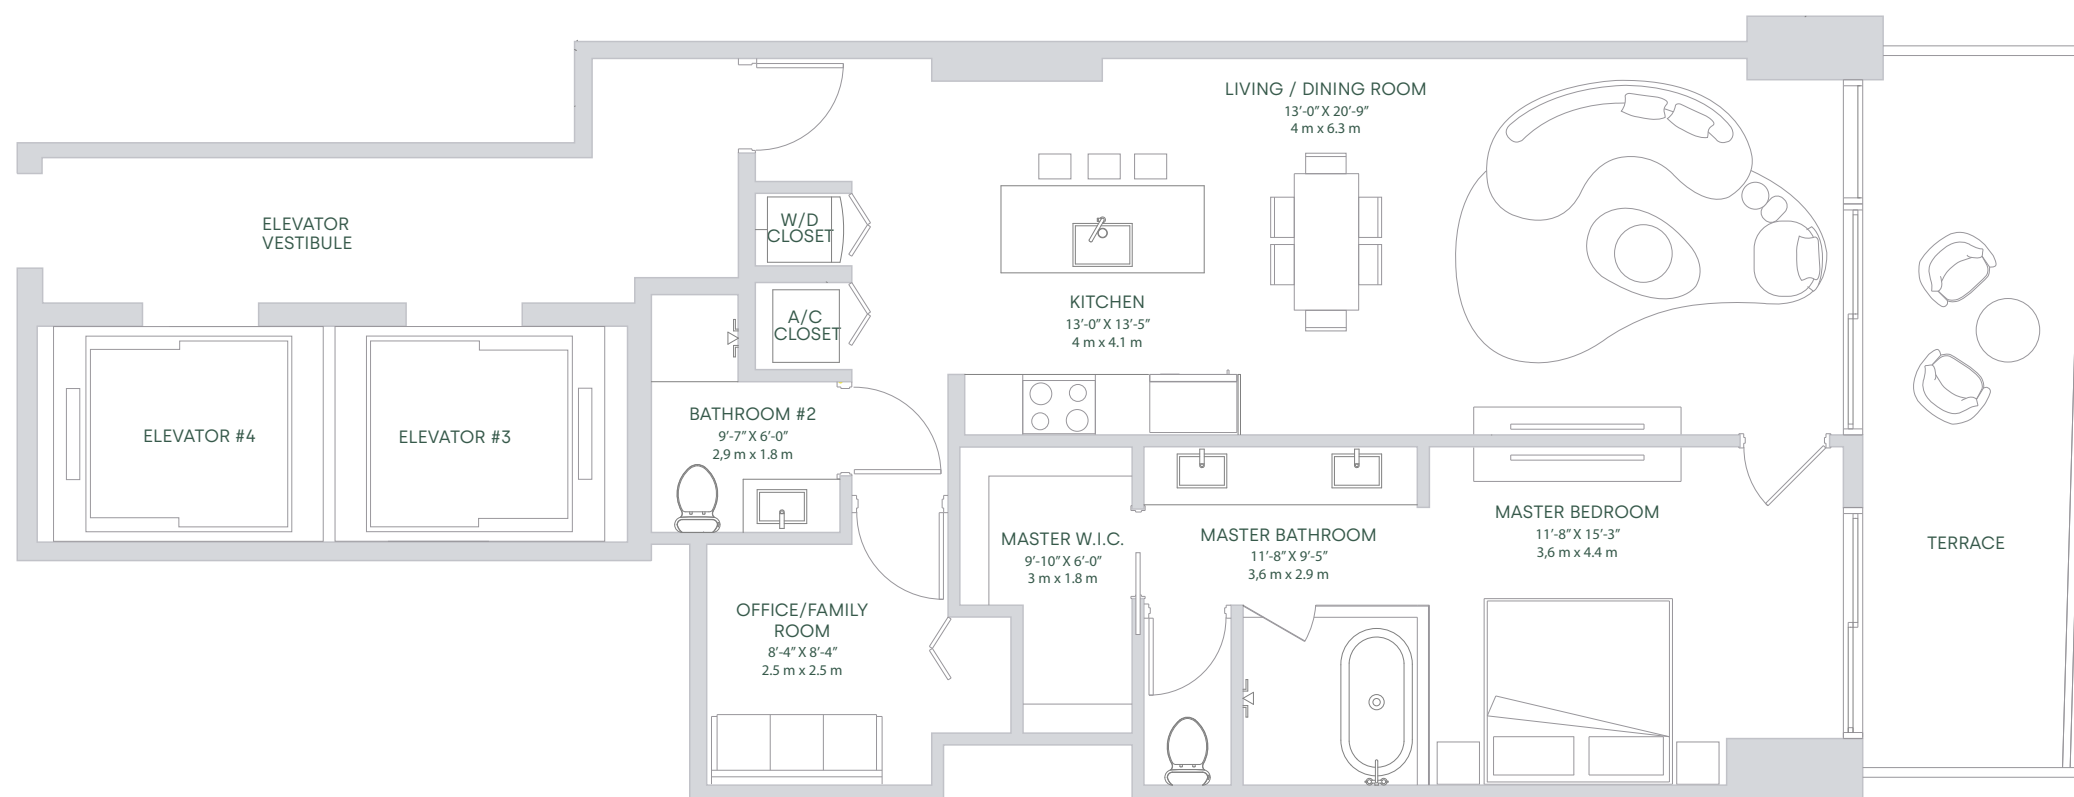 LIVING / DINING ROOM
13’-0” X 20’-9”
4 m x 6.3 m
W/D
CLOSET
ELEVATOR
VESTIBULE
KITCHEN
13’-0” X 13’-5”
4 m x 4.1 m
A/C
CLOSET
BATHROOM #2
9’-7” X 6’-0”
2,9 m x 1.8 m
ELEVATOR #4
ELEVATOR #3
MASTER W.I.C.
9’-10” X 6’-0”
3 m x 1.8 m
MASTER BATHROOM
11’-8” X 9’-5”
3,6 m x 2.9 m
MASTER BEDROOM
11’-8” X 15’-3”
3,6 m x 4.4 m
TERRACE
OFFICE/FAMILY
ROOM
8’-4” X 8’-4”
2.5 m x 2.5 m